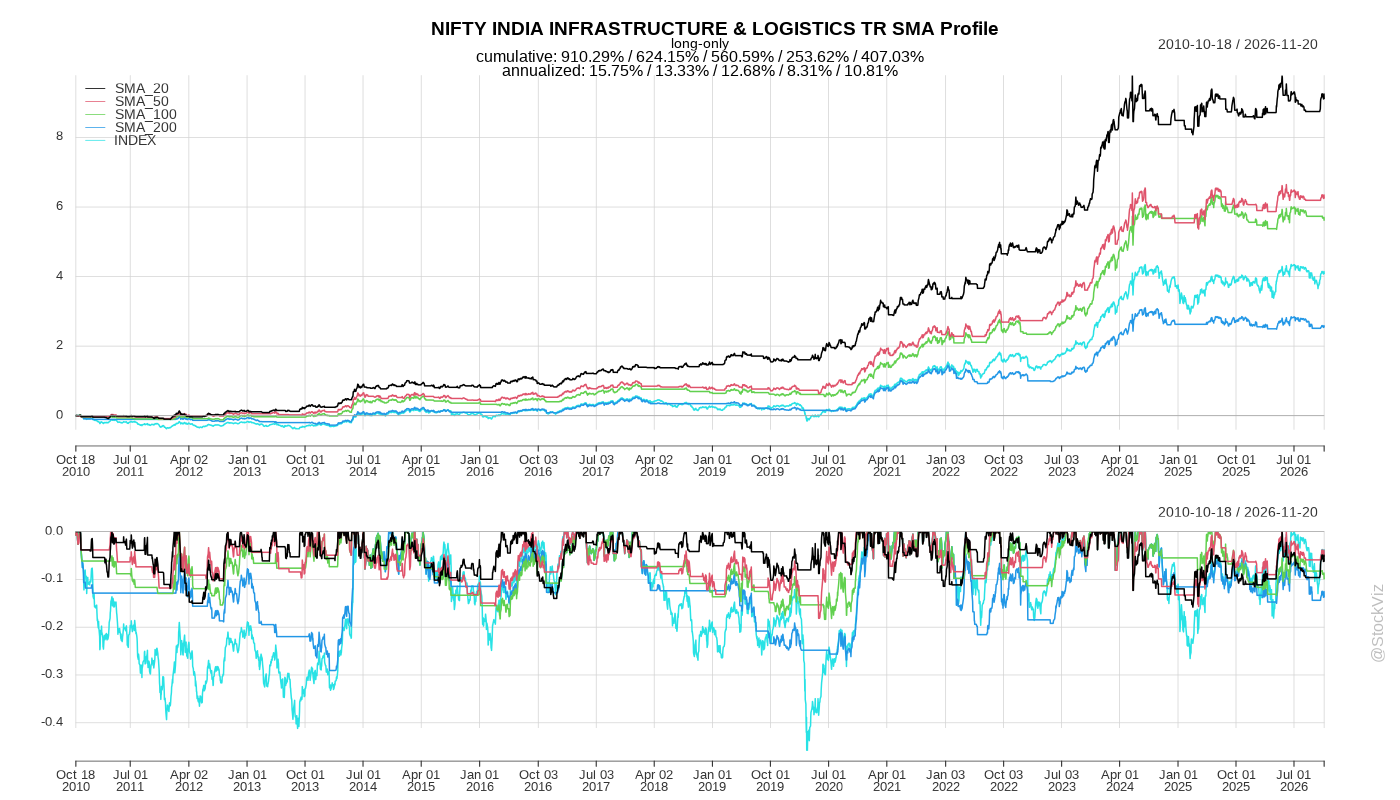 NIFTY INDIA INFRASTRUCTURE & LOGISTICS TR SMA Profile
long-only
cumulative: 910.29% / 624.15% / 560.59% / 253.62% / 407.03%
annualized: 15.75% / 13.33% / 12.68% / 8.31% / 10.81%
2010-10-18 / 2026-11-20
SMA_20
SMA_50
SMA_100
SMA_200
INDEX
8
6
4
2
0
Oct 18 Jul 01 Apr 02 Jan 01 Oct 01 Jul 01 Apr 01 Jan 01 Oct 03 Jul 03 Apr 02 Jan 01 Oct 01 Jul 01 Apr 01 Jan 03 Oct 03 Jul 03 Apr 01 Jan 01 Oct 01 Jul 01
2010 2011 2012 2013 2013 2014 2015 2016 2016 2017 2018 2019 2019 2020 2021 2022 2022 2023 2024 2025 2025 2026
2010-10-18 / 2026-11-20
0.0
-0.1
-0.2
-0.3
-0.4
Oct 18 Jul 01 Apr 02 Jan 01 Oct 01 Jul 01 Apr 01 Jan 01 Oct 03 Jul 03 Apr 02 Jan 01 Oct 01 Jul 01 Apr 01 Jan 03 Oct 03 Jul 03 Apr 01 Jan 01 Oct 01 Jul 01
2010 2011 2012 2013 2013 2014 2015 2016 2016 2017 2018 2019 2019 2020 2021 2022 2022 2023 2024 2025 2025 2026
@StockViz